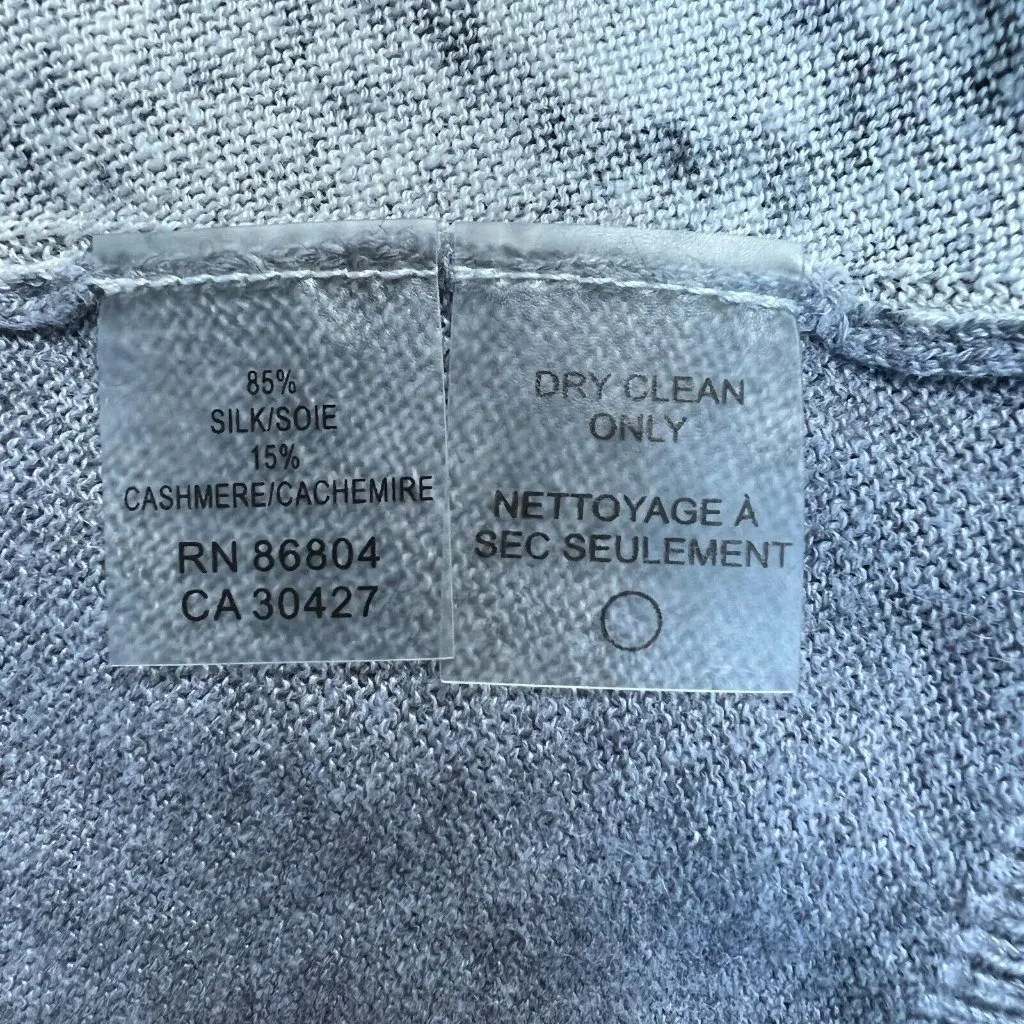 85%
SILK/SOIE
15%
CASHMERE/CACHEMIRE
RN 86804
CA 30427
DRY CLEAN
ONLY
NETTOYAGE À
SEC SEULEMENT